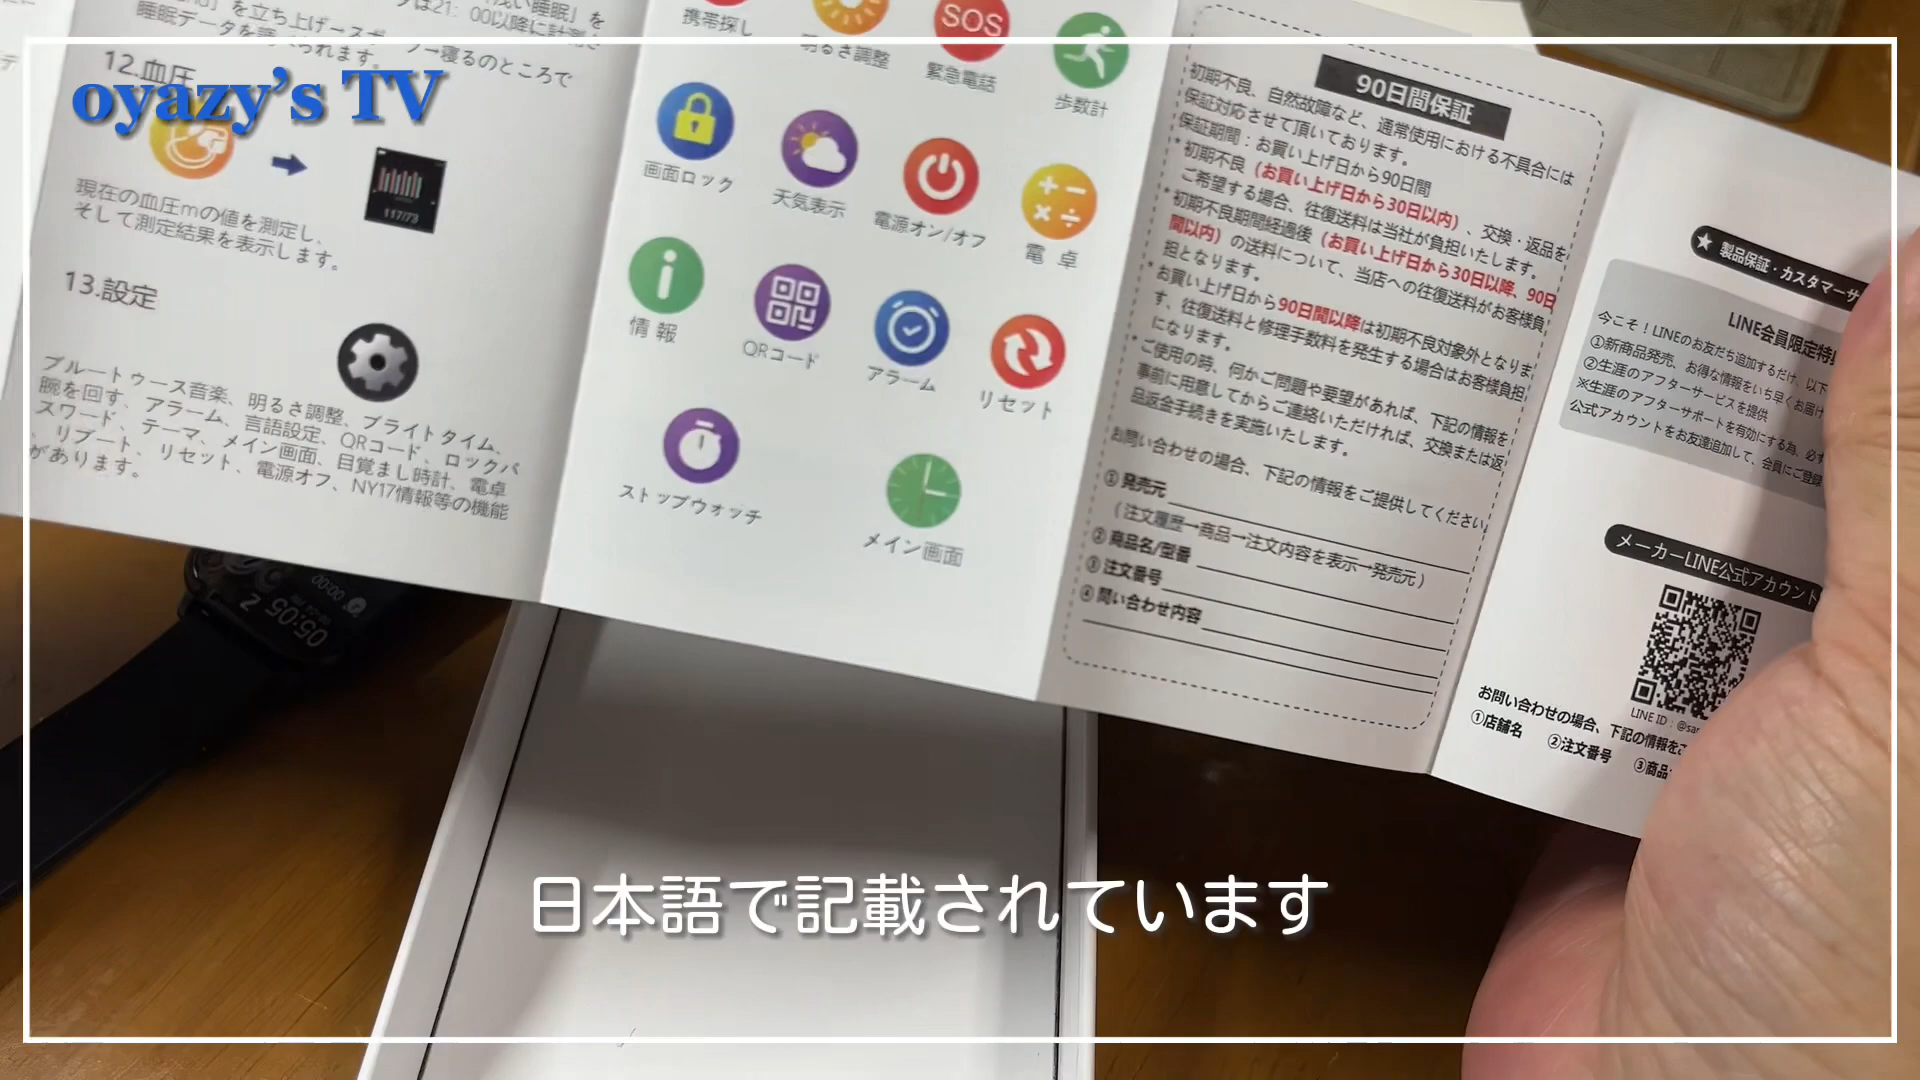 oyazy's TV
睡眠データを
12.血圧
117/73
現在の血圧mの値を測定し、
そして測定結果を表示します。
13.設定
ブルートゥース音楽、明るさ調整、ブライトタイム、
腕を回す、アラーム、言語設定、QRコード、ロックパ
スワード、テーマ、メイン画面、目覚まし時計、電卓
、リブート、リセット、電源オフ、NY17情報等の機能
があります。
携帯探し
明るさ調整
SOS
緊急電話
歩数計
画面ロック
天気表示
電源オン/オフ
電 卓
情 報
QRコード
アラーム
リセット
ストップウォッチ
メイン画面
90日間保証
初期不良、自然故障など、通常使用における不具合には
保証対応させて頂いております。
保証期間：お買い上げ日から90日間
* 初期不良（お買い上げ日から30日以内）、交換・返品を
ご希望する場合、往復送料は当社が負担いたします。
* 初期不良期間経過後（お買い上げ日から30日以降、90日
間以内）の送料について、当店への往復送料がお客様負
担となります。
* お買い上げ日から90日間以降は初期不良対象外となりま
す、往復送料と修理手数料を発生する場合はお客様負担
になります。
* ご使用の時、何かご問題や要望があれば、下記の情報を
事前に用意してからご連絡いただければ、交換または返
品返金手続きを実施いたします。
お問い合わせの場合、下記の情報をご提供してください。
① 発売元
（注文履歴→商品→注文内容を表示→発売元）
② 商品名/型番
③ 注文番号
④ 問い合わせ内容
★ 製品保証・カスタマーサ
LINE会員限定特
今こそ！LINEのお友だち追加するだけ、以下
①新商品発売、お得な情報をいち早くお届け
②生涯のアフターサービスを提供
※生涯のアフターサポートを有効にする為、必ず
公式アカウントをお友達追加して、会員にご登録
メーカーLINE公式アカウント
LINE ID：@sa
お問い合わせの場合、下記の情報をご
①店舗名 ②注文番号 ③商品
05:05
00:00
日本語で記載されています